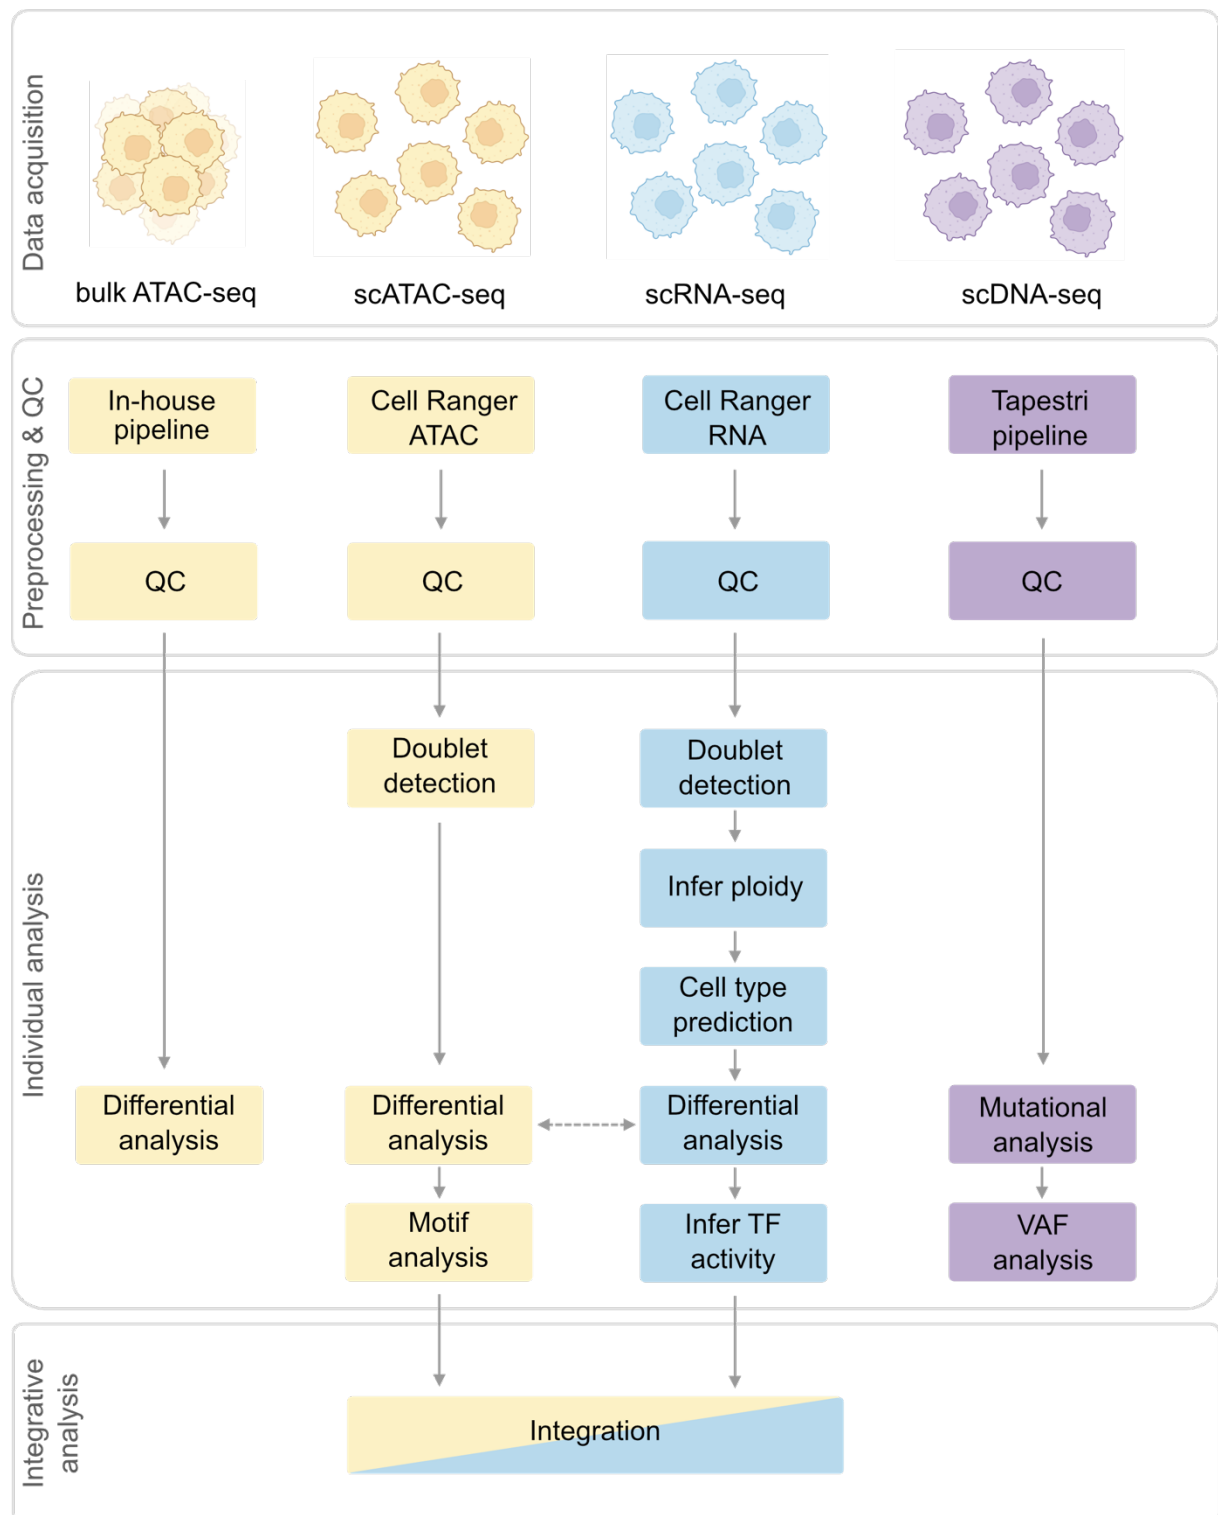 Data acquisition
bulk ATAC-seq
scATAC-seq
scRNA-seq
scDNA-seq
Preprocessing & QC
In-house
pipeline
Cell Ranger
ATAC
Cell Ranger
RNA
Tapestri
pipeline
QC
QC
QC
QC
Individual analysis
Doublet
detection
Doublet
detection
Infer ploidy
Cell type
prediction
Differential
analysis
Differential
analysis
Differential
analysis
Mutational
analysis
Motif
analysis
Infer TF
activity
VAF
analysis
Integrative
analysis
Integration